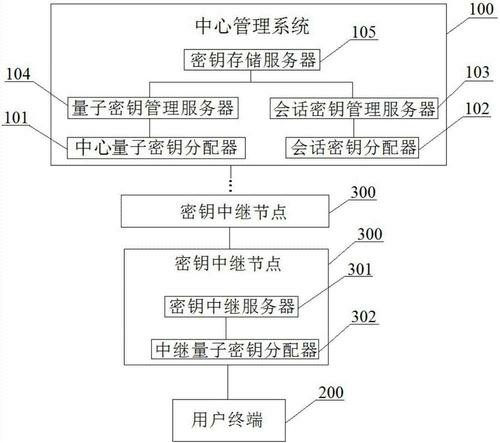 中心管理系统
100
105
密钥存储服务器
104
103
量子密钥管理服务器
会话密钥管理服务器
101
102
中心量子密钥分配器
会话密钥分配器
300
密钥中继节点
300
密钥中继节点
301
密钥中继服务器
302
中继量子密钥分配器
200
用户终端